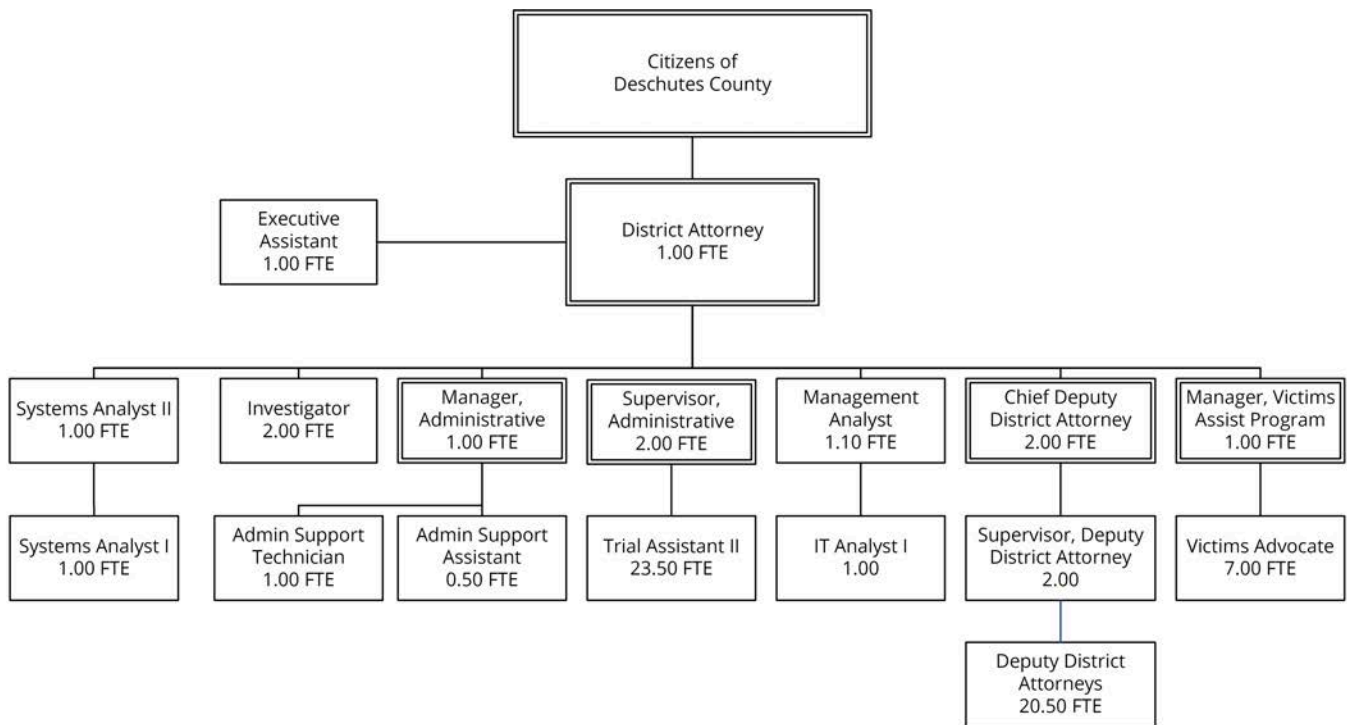 Citizens of
Deschutes County
Executive
Assistant
1.00 FTE
District Attorney
1.00 FTE
Systems Analyst II
1.00 FTE
Investigator
2.00 FTE
Manager,
Administrative
1.00 FTE
Supervisor,
Administrative
2.00 FTE
Management
Analyst
1.10 FTE
Chief Deputy
District Attorney
2.00 FTE
Manager, Victims
Assist Program
1.00 FTE
Systems Analyst I
1.00 FTE
Admin Support
Technician
1.00 FTE
Admin Support
Assistant
0.50 FTE
Trial Assistant II
23.50 FTE
IT Analyst I
1.00
Supervisor, Deputy
District Attorney
2.00
Victims Advocate
7.00 FTE
Deputy District
Attorneys
20.50 FTE